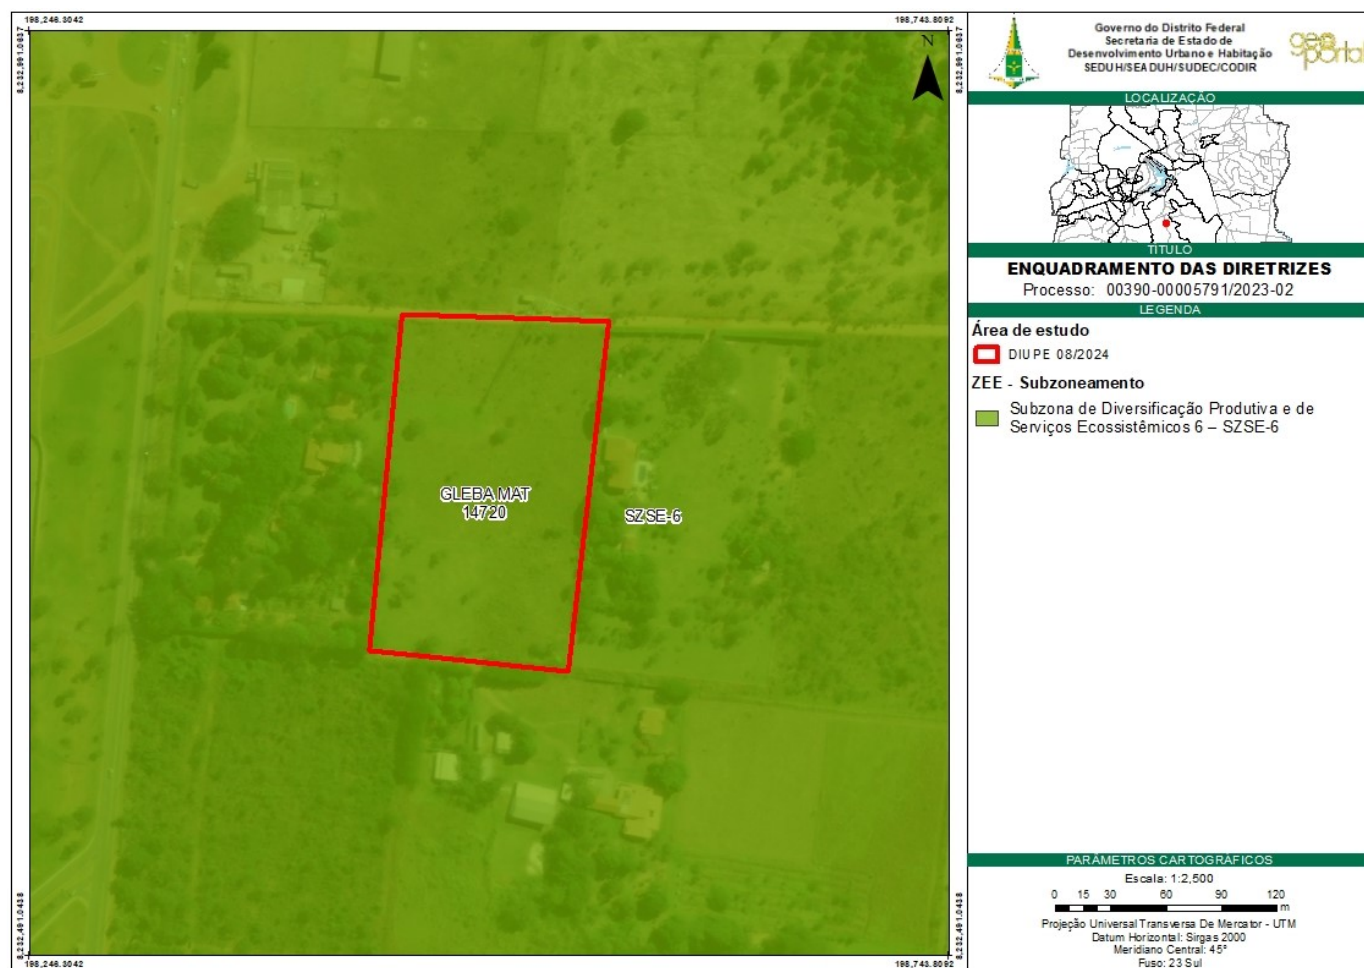 198,246.3042
198,743.8092
8,232,991.0637
8,232,991.0637
N
GLEBA MAT
14720
SZSE-6
8,232,491.0438
8,232,491.0438
198,246.3042
198,743.8092
Governo do Distrito Federal
Secretaria de Estado de
Desenvolvimento Urbano e Habitação
SEDUH/SEADUH/SUDEC/CODIR
geo
portal
LOCALIZAÇÃO
TÍTULO
ENQUADRAMENTO DAS DIRETRIZES
Processo: 00390-00005791/2023-02
LEGENDA
Área de estudo
DIUPE 08/2024
ZEE - Subzoneamento
Subzona de Diversificação Produtiva e de
Serviços Ecossistêmicos 6 – SZSE-6
PARÂMETROS CARTOGRÁFICOS
Escala: 1:2,500
0 15 30 60 90 120
m
Projeção Universal Transversa De Mercator - UTM
Datum Horizontal: Sirgas 2000
Meridiano Central: 45°
Fuso: 23 Sul